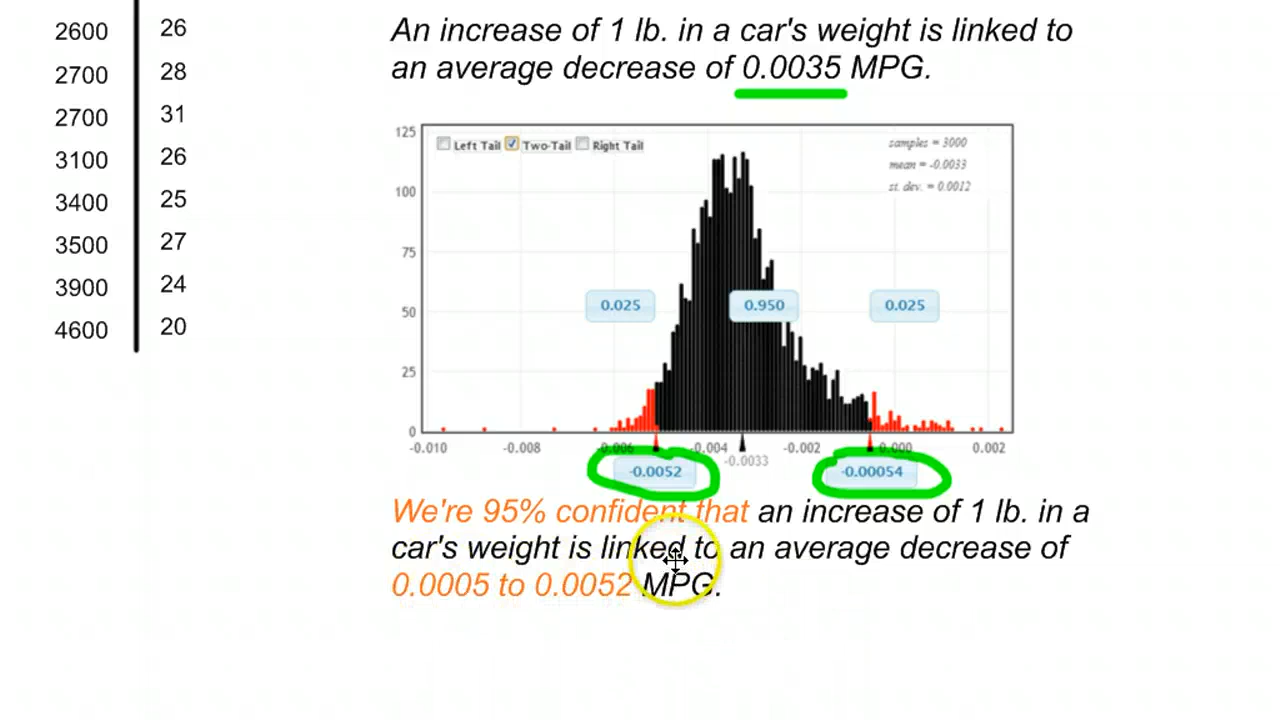 2600 26
2700 28
2700 31
3100 26
3400 25
3500 27
3900 24
4600 20
An increase of 1 lb. in a car's weight is linked to
an average decrease of 0.0035 MPG.
125
100
75
50
25
0
Left Tail Two-Tail Right Tail
samples = 3000
mean = -0.0033
st. dev. = 0.0012
0.025 0.950 0.025
-0.010 -0.008 -0.006 -0.004 -0.002 0.000 0.002
-0.0033
-0.0052 -0.00054
We're 95% confident that an increase of 1 lb. in a
car's weight is linked to an average decrease of
0.0005 to 0.0052 MPG.